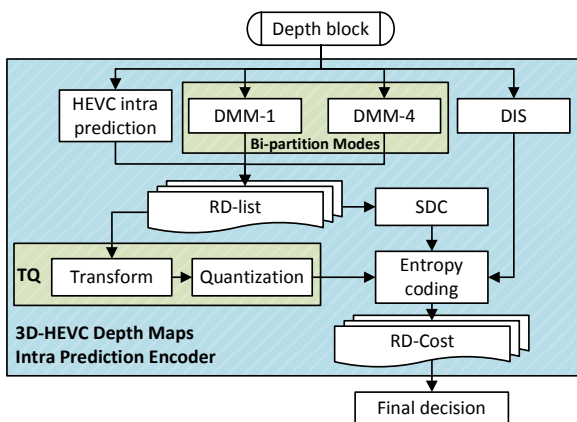 Depth block
HEVC intra
prediction
DMM-1
DMM-4
DIS
Bi-partition Modes
RD-list
SDC
TQ
Transform
Quantization
Entropy
coding
3D-HEVC Depth Maps
Intra Prediction Encoder
RD-Cost
Final decision